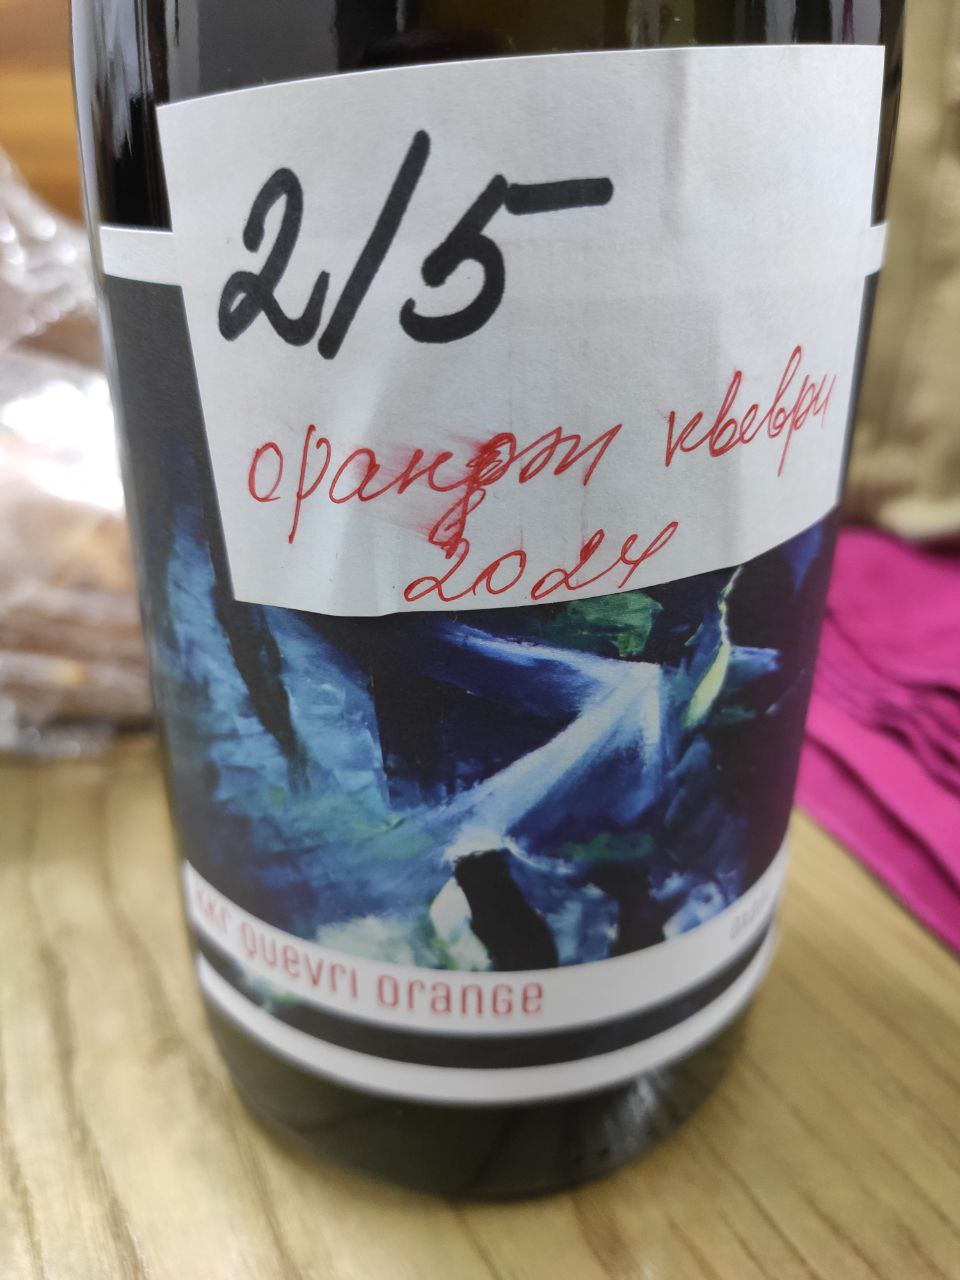 2/5
оранж квеври
2024
QUEVRI ORANGE